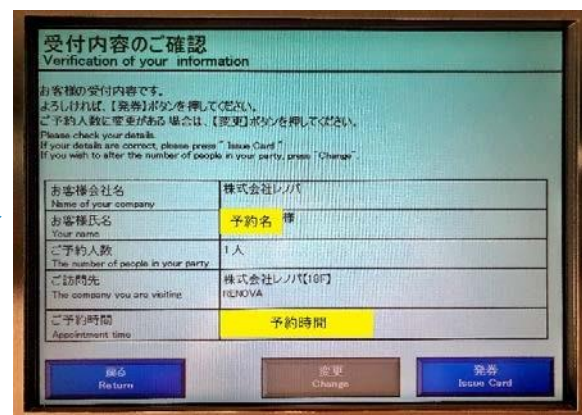 受付内容のご確認
Verification of your information
お客様の受付内容です。
よろしければ、【発券】ボタンを押してください。
ご予約人数に変更がある場合は、【変更】ボタンを押してください。
Please check your details.
If your details are correct, please press "Issue Card"
If you wish to alter the number of people in your party, press "Change".
お客様会社名 株式会社レノバ
Name of your company
お客様氏名 予約名 様
Your name
ご予約人数 1人
The number of people in your party
ご訪問先 株式会社レノバ【18F】
The company you are visiting RENOVA
ご予約時間 予約時間
Appointment time
戻る 変更 発券
Return Change Issue Card